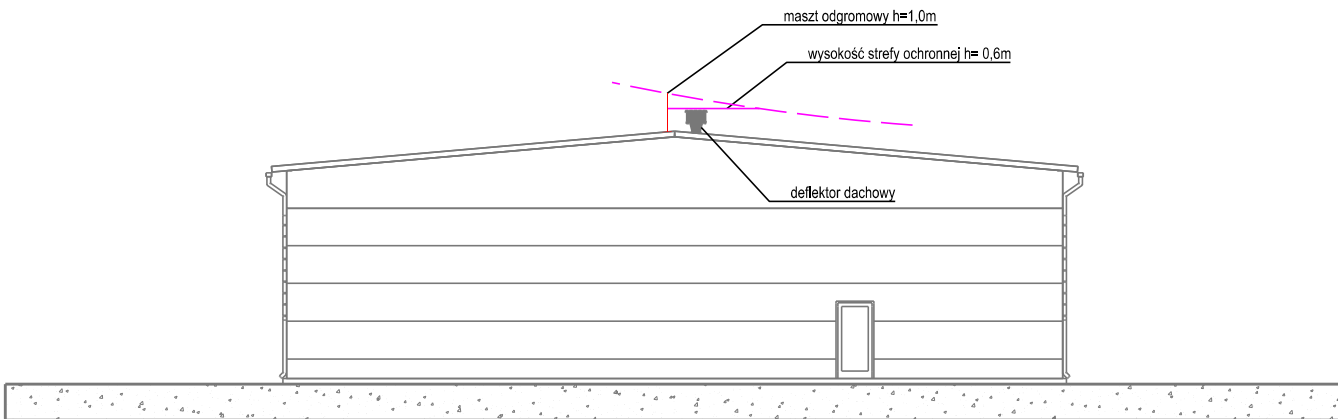 maszt odgromowy h=1,0m
wysokość strefy ochronnej h= 0,6m
deflektor dachowy